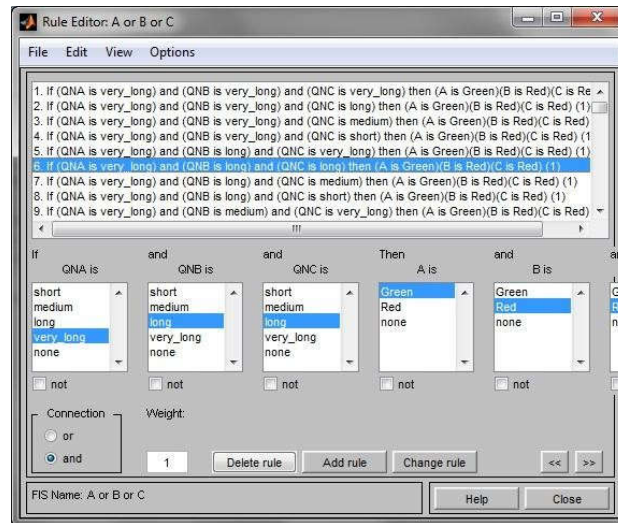 Rule Editor: A or B or C
File Edit View Options
1. If (QNA is very_long) and (QNB is very_long) and (QNC is very_long) then (A is Green)(B is Red)(C is Re
2. If (QNA is very_long) and (QNB is very_long) and (QNC is long) then (A is Green)(B is Red)(C is Red) (1)
3. If (QNA is very_long) and (QNB is very_long) and (QNC is medium) then (A is Green)(B is Red)(C is Red)
4. If (QNA is very_long) and (QNB is very_long) and (QNC is short) then (A is Green)(B is Red)(C is Red) (1
5. If (QNA is very_long) and (QNB is long) and (QNC is very_long) then (A is Green)(B is Red)(C is Red) (1)
6. If (QNA is very_long) and (QNB is long) and (QNC is long) then (A is Green)(B is Red)(C is Red) (1)
7. If (QNA is very_long) and (QNB is long) and (QNC is medium) then (A is Green)(B is Red)(C is Red) (1)
8. If (QNA is very_long) and (QNB is long) and (QNC is short) then (A is Green)(B is Red)(C is Red) (1)
9. If (QNA is very_long) and (QNB is medium) and (QNC is very_long) then (A is Green)(B is Red)(C is Red)
If and and Then and
QNA is QNB is QNC is A is B is
short short short Green Green
medium medium medium Red Red
long long long none none
very_long very_long very_long
none none none
not not not not not
Connection Weight:
or
and 1 Delete rule Add rule Change rule << >>
FIS Name: A or B or C Help Close